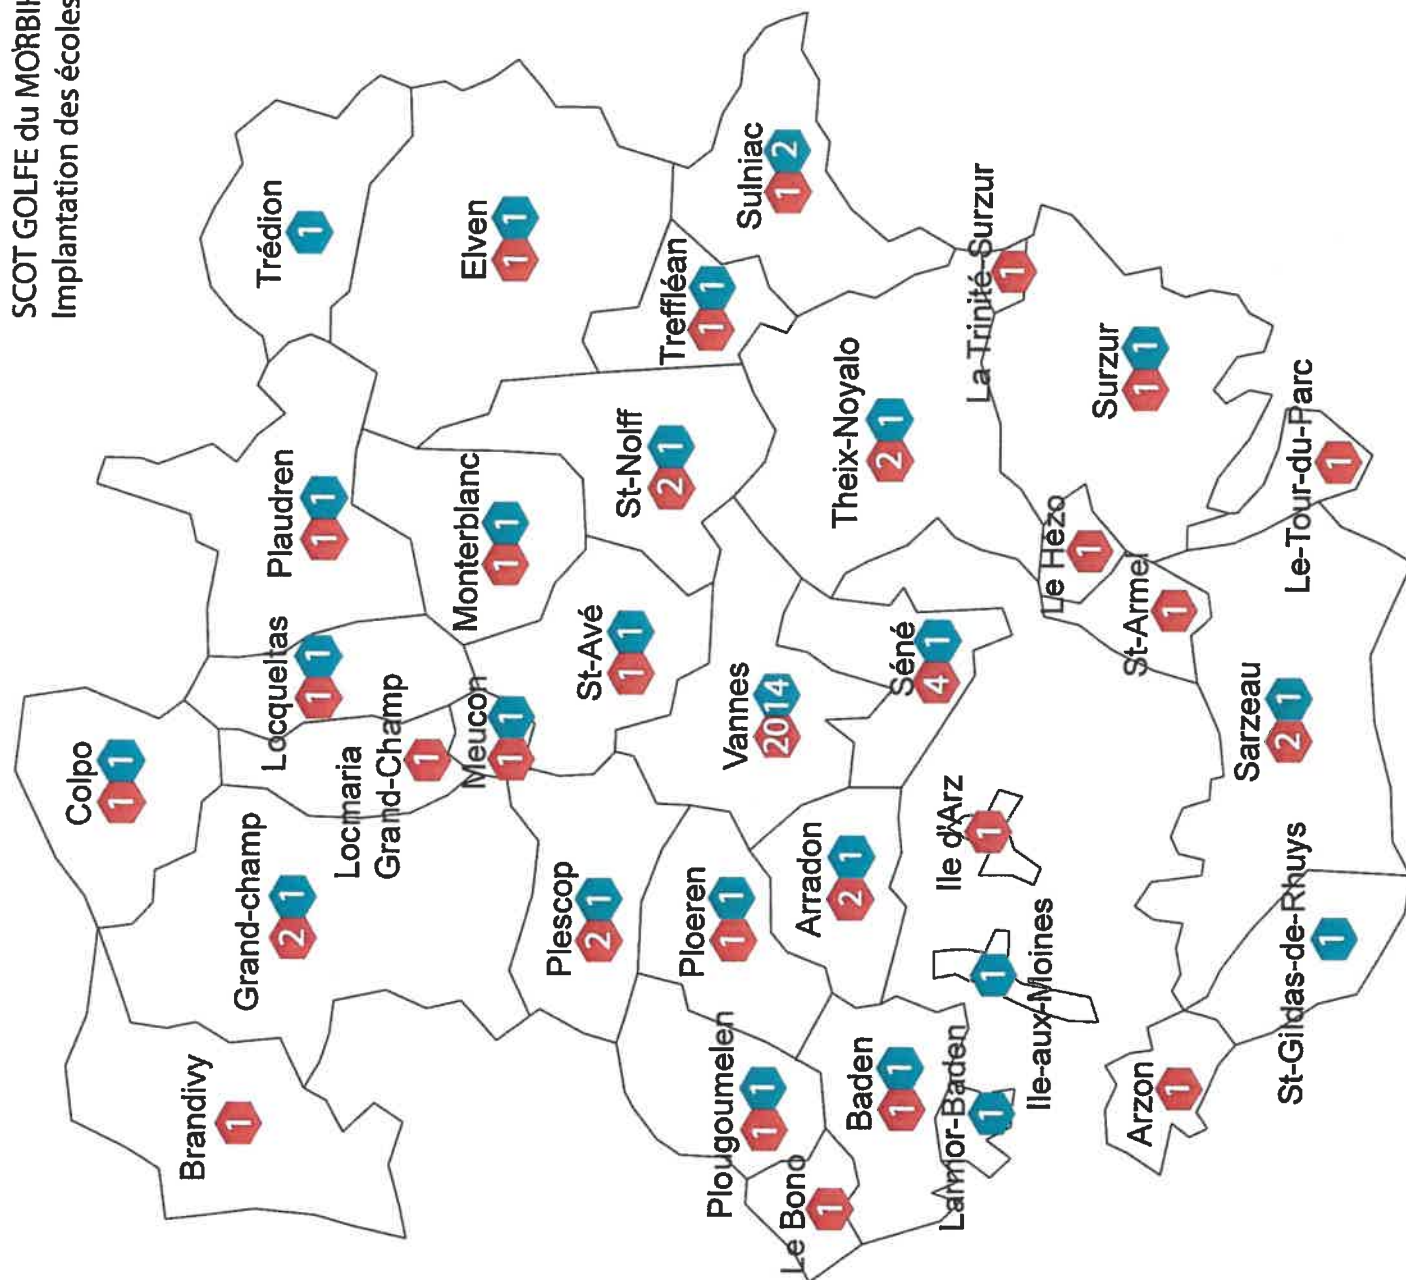 SCOT GOLFE du MORBIH
Implantation des écoles
Colpo
1 1
Brandivy
1
Grand-champ
2 1
Trédion
1
Locqueltas
1 1
Plaudren
1 1
Locmaria
Grand-Champ
1
Monterblanc
1 1
Meucon
1 1
Elven
1 1
Plescop
2 1
St-Avé
1 1
St-Nolff
2 1
Treffléan
1 1
Ploeren
1 1
Plougoumelen
1 1
Vannes
20 14
Sulniac
1 2
Le Bono
1
Arradon
2 1
Theix-Noyalo
2 1
Baden
1 1
Séné
4 1
Ile d'Arz
1
Larmor-Baden
1
La Trinité-Surzur
1
Ile-aux-Moines
1
Le Hézo
1
Surzur
1 1
St-Armel
1
Arzon
1
Sarzeau
2 1
St-Gildas-de-Rhuys
1
Le-Tour-du-Parc
1